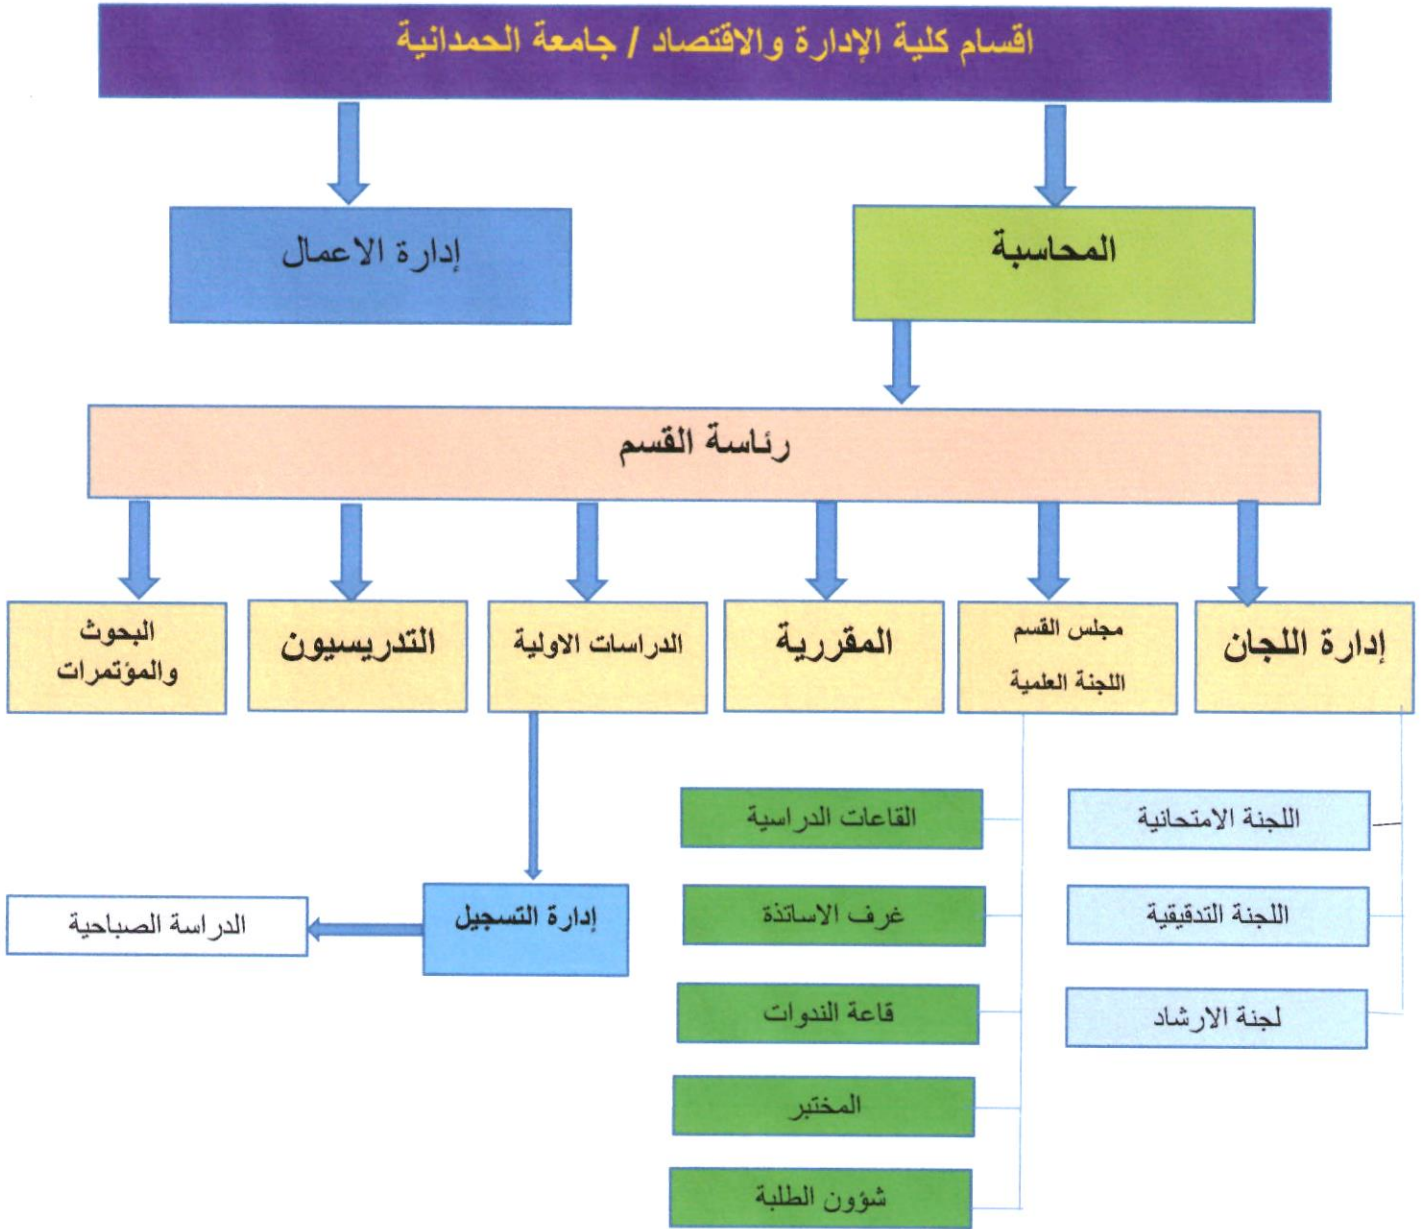 اقسام كلية الإدارة والاقتصاد / جامعة الحمدانية
المحاسبة
إدارة الاعمال
رئاسة القسم
إدارة اللجان
مجلس القسم
اللجنة العلمية
المقررية
الدراسات الاولية
التدريسيون
البحوث
والمؤتمرات
اللجنة الامتحانية
اللجنة التدقيقية
لجنة الارشاد
القاعات الدراسية
غرف الاساتذة
قاعة الندوات
المختبر
شؤون الطلبة
إدارة التسجيل
الدراسة الصباحية